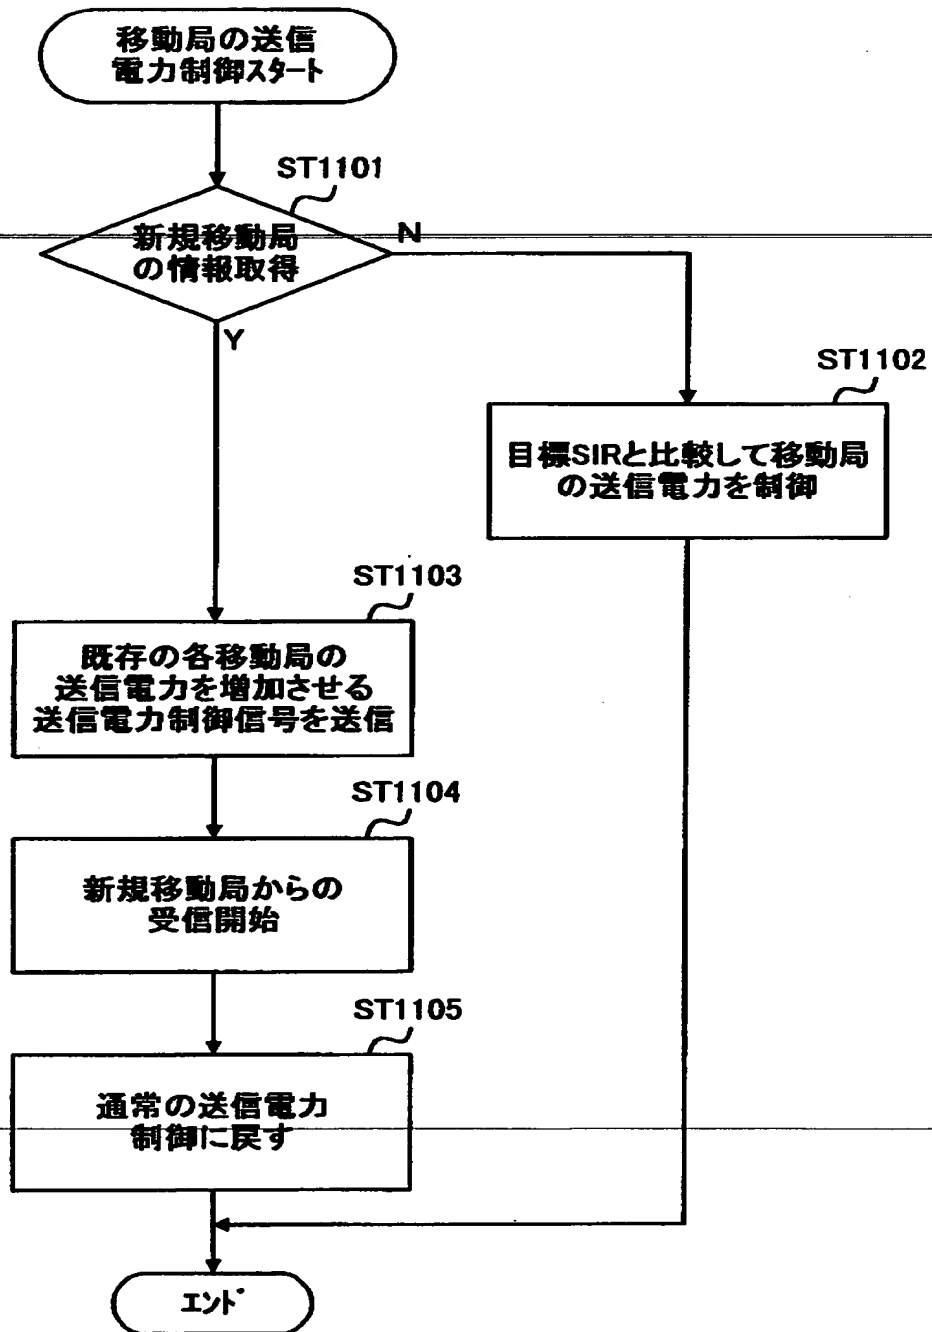 移動局の送信
電力制御スタート
ST1101
新規移動局
の情報取得
N
Y
ST1102
目標SIRと比較して移動局
の送信電力を制御
ST1103
既存の各移動局の
送信電力を増加させる
送信電力制御信号を送信
ST1104
新規移動局からの
受信開始
ST1105
通常の送信電力
制御に戻す
エンド